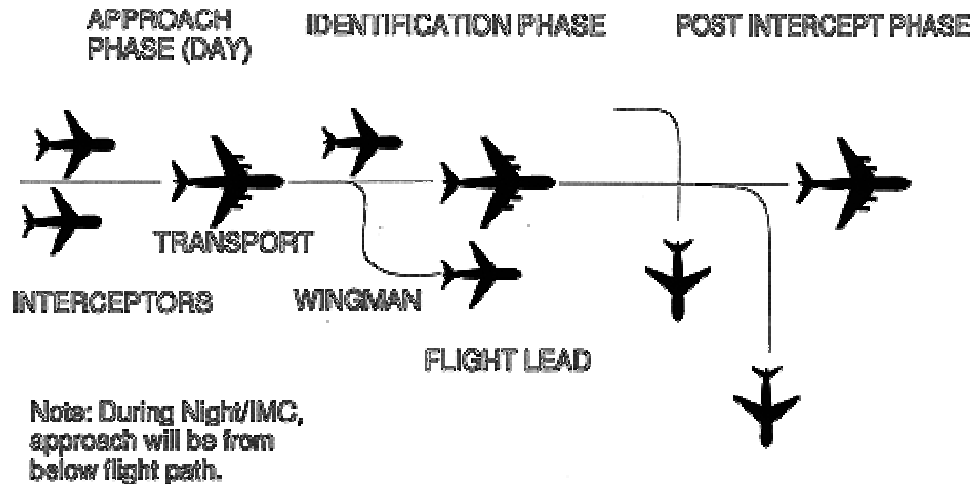 APPROACH
PHASE (DAY)
IDENTIFICATION PHASE
POST INTERCEPT PHASE
TRANSPORT
INTERCEPTORS
WINGMAN
FLIGHT LEAD
Note: During Night/IMC,
approach will be from
below flight path.